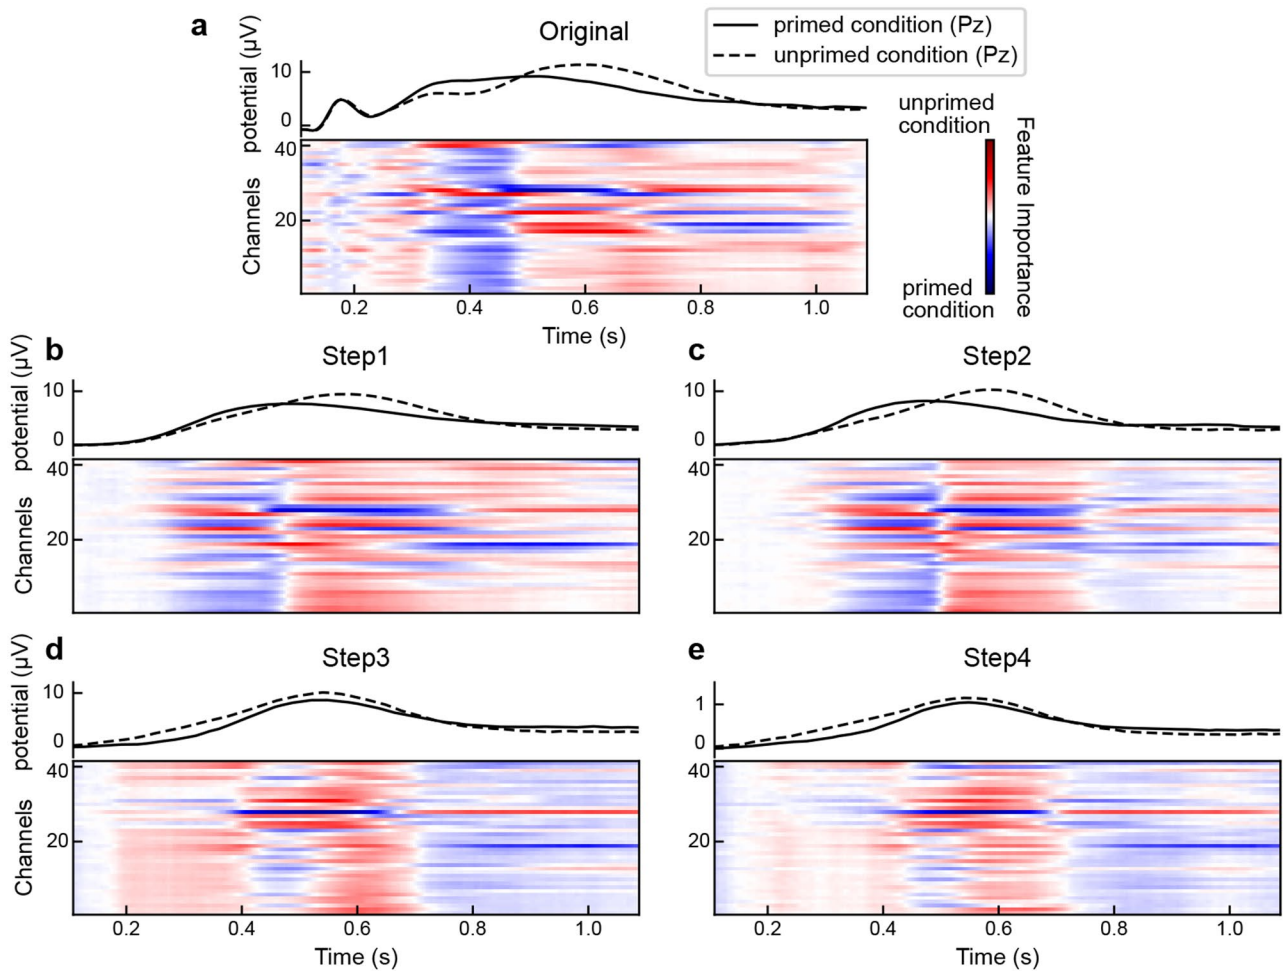 a
Original
primed condition (Pz)
unprimed condition (Pz)
potential (µV)
10
0
unprimed
condition
Feature Importance
primed
condition
Channels
40
20
0.2 0.4 0.6 0.8 1.0
Time (s)
b
Step1
potential (µV)
10
0
Channels
40
20
c
Step2
10
0
40
20
d
Step3
potential (µV)
10
0
Channels
40
20
0.2 0.4 0.6 0.8 1.0
Time (s)
e
Step4
1
0
40
20
0.2 0.4 0.6 0.8 1.0
Time (s)